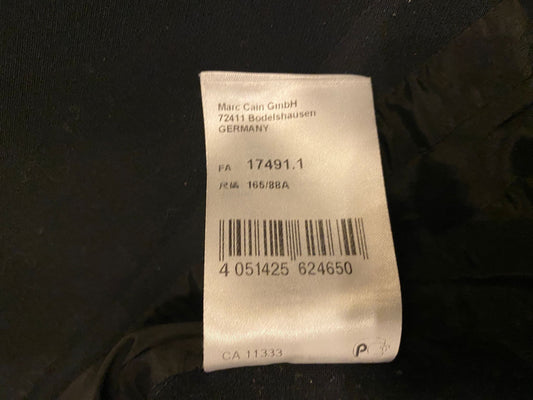 Marc Cain GmbH
72411 Bodelshausen
GERMANY
FA 17491.1
尺码 165/88A
4 051425 624650
CA 11333